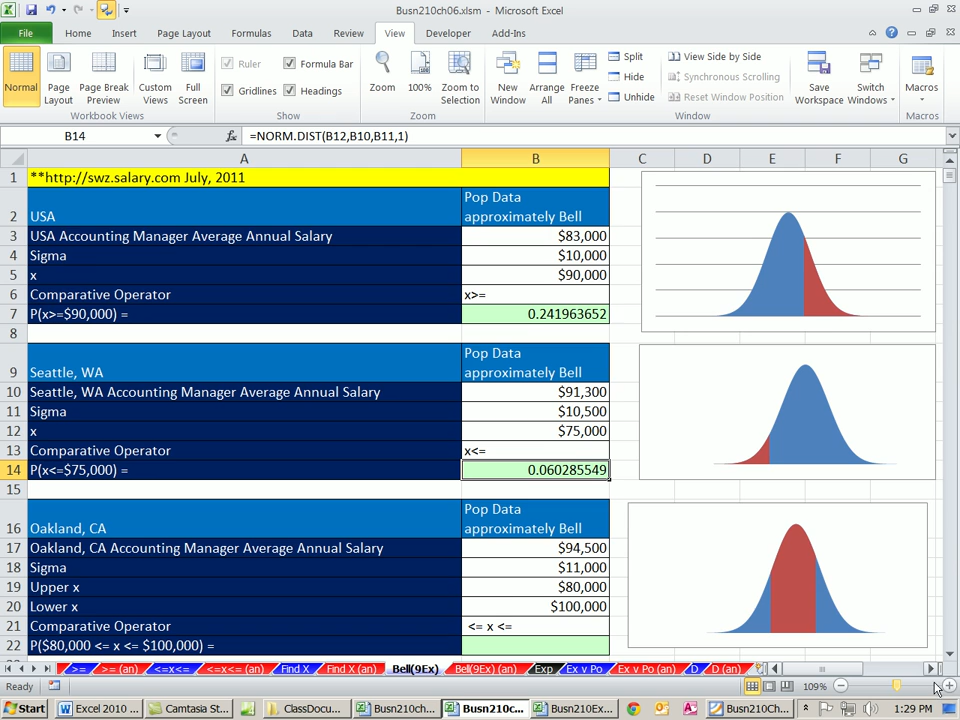 Busn210ch06.xlsm - Microsoft Excel
File Home Insert Page Layout Formulas Data Review View Developer Add-Ins
Normal Page Layout Page Break Preview Custom Views Full Screen
Workbook Views
Ruler Formula Bar
Gridlines Headings
Show
Zoom 100% Zoom to Selection
Zoom
New Window Arrange All Freeze Panes
Split
Hide
Unhide
View Side by Side
Synchronous Scrolling
Reset Window Position
Window
Save Workspace Switch Windows
Macros
Macros
B14 fx =NORM.DIST(B12,B10,B11,1)
A B C D E F G
1 **http://swz.salary.com July, 2011
2 USA Pop Data approximately Bell
3 USA Accounting Manager Average Annual Salary $83,000
4 Sigma $10,000
5 x $90,000
6 Comparative Operator x>=
7 P(x>=$90,000) = 0.241963652
8
9 Seattle, WA Pop Data approximately Bell
10 Seattle, WA Accounting Manager Average Annual Salary $91,300
11 Sigma $10,500
12 x $75,000
13 Comparative Operator x<=
14 P(x<=$75,000) = 0.060285549
15
16 Oakland, CA Pop Data approximately Bell
17 Oakland, CA Accounting Manager Average Annual Salary $94,500
18 Sigma $11,000
19 Upper x $80,000
20 Lower x $100,000
21 Comparative Operator <= x <=
22 P($80,000 <= x <= $100,000) =
>= >= (an) <=x<= <=x<= (an) Find X Find X (an) Bell(9Ex) Bell(9Ex) (an) Exp Ex v Po Ex v Po (an) D D (an)
Ready 109%
Start Excel 2010 ... Camtasia St... ClassDocu... Busn210ch... Busn210c... Busn210Ex... Busn210Ch... 1:29 PM